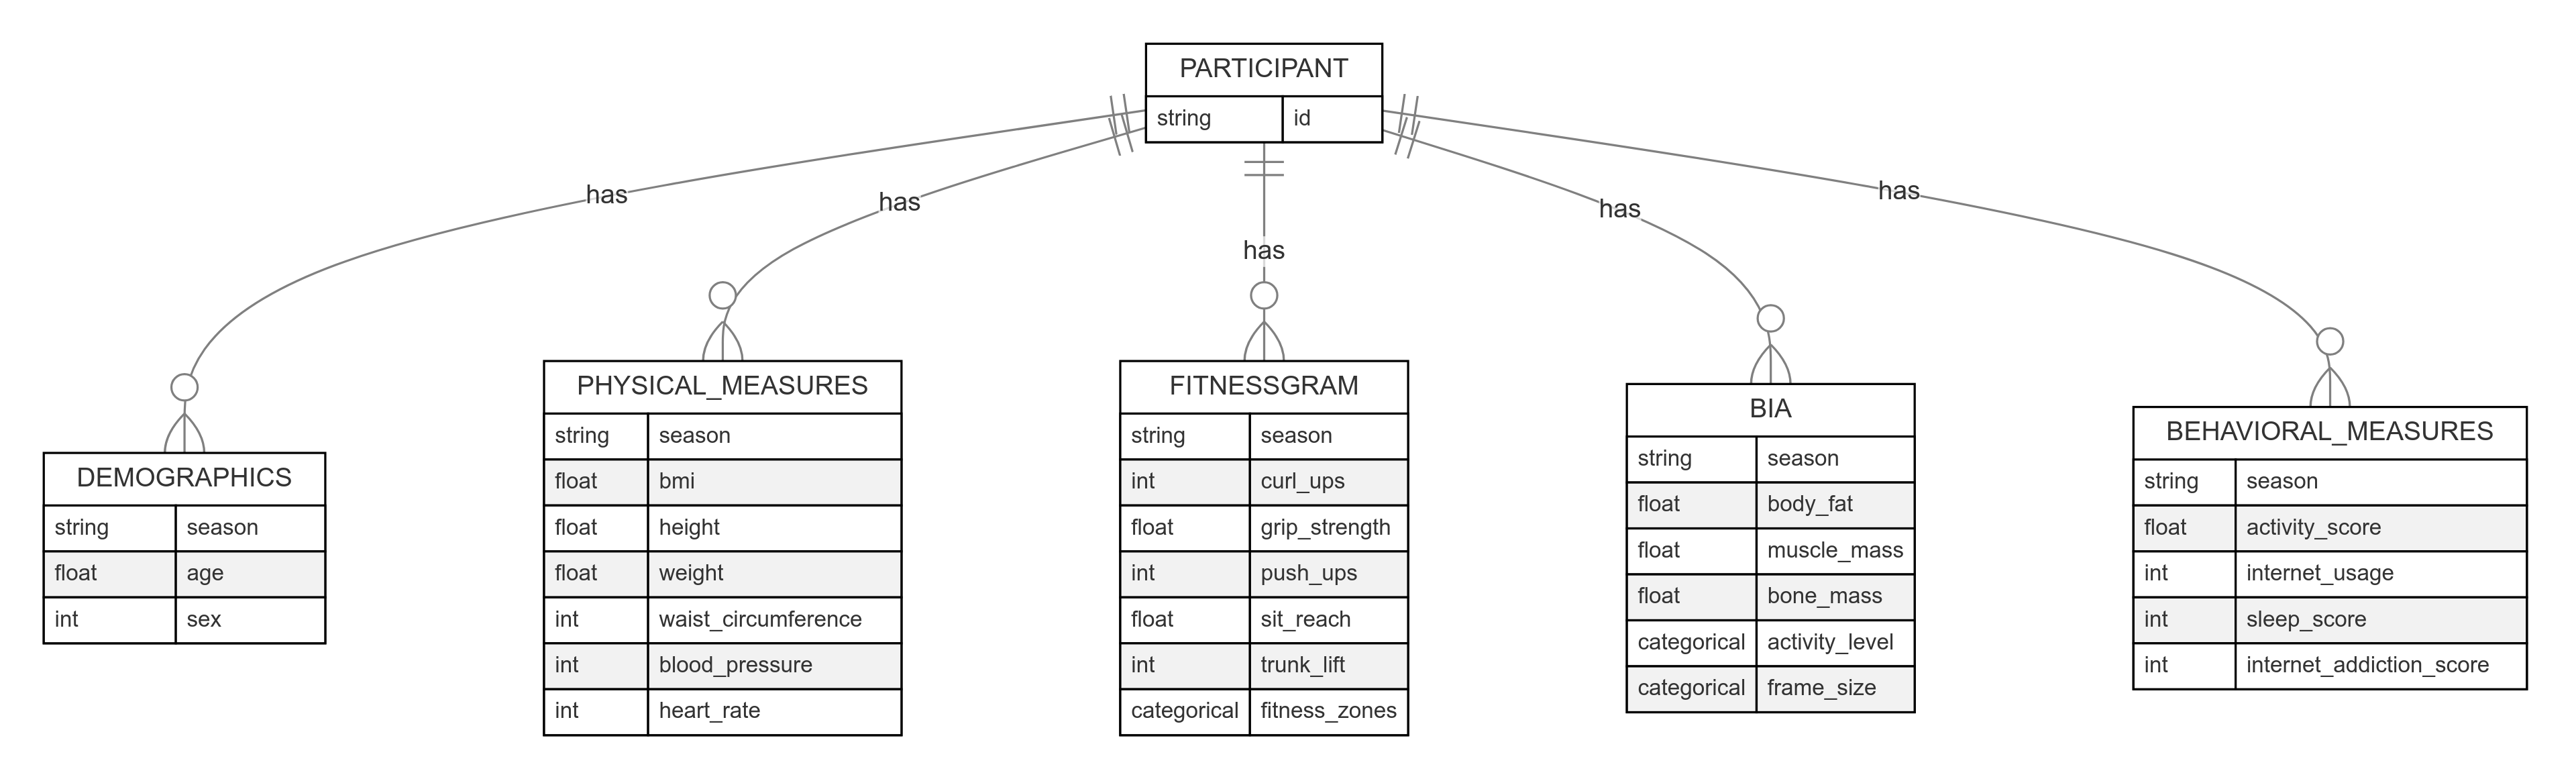 PARTICIPANT
string id
has
has
has
has
has
DEMOGRAPHICS
string season
float age
int sex
PHYSICAL_MEASURES
string season
float bmi
float height
float weight
int waist_circumference
int blood_pressure
int heart_rate
FITNESSGRAM
string season
int curl_ups
float grip_strength
int push_ups
float sit_reach
int trunk_lift
categorical fitness_zones
BIA
string season
float body_fat
float muscle_mass
float bone_mass
categorical activity_level
categorical frame_size
BEHAVIORAL_MEASURES
string season
float activity_score
int internet_usage
int sleep_score
int internet_addiction_score